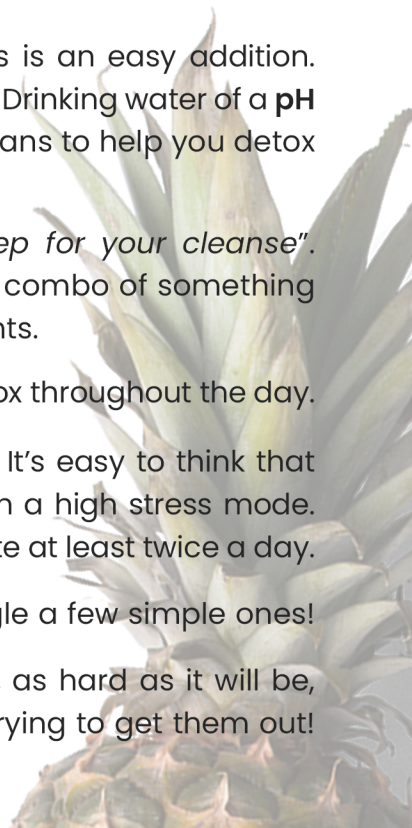 s is an easy addition.
Drinking water of a pH
ans to help you detox
ep for your cleanse”.
combo of something
nts.
ox throughout the day.
It’s easy to think that
n a high stress mode.
te at least twice a day.
gle a few simple ones!
as hard as it will be,
rying to get them out!